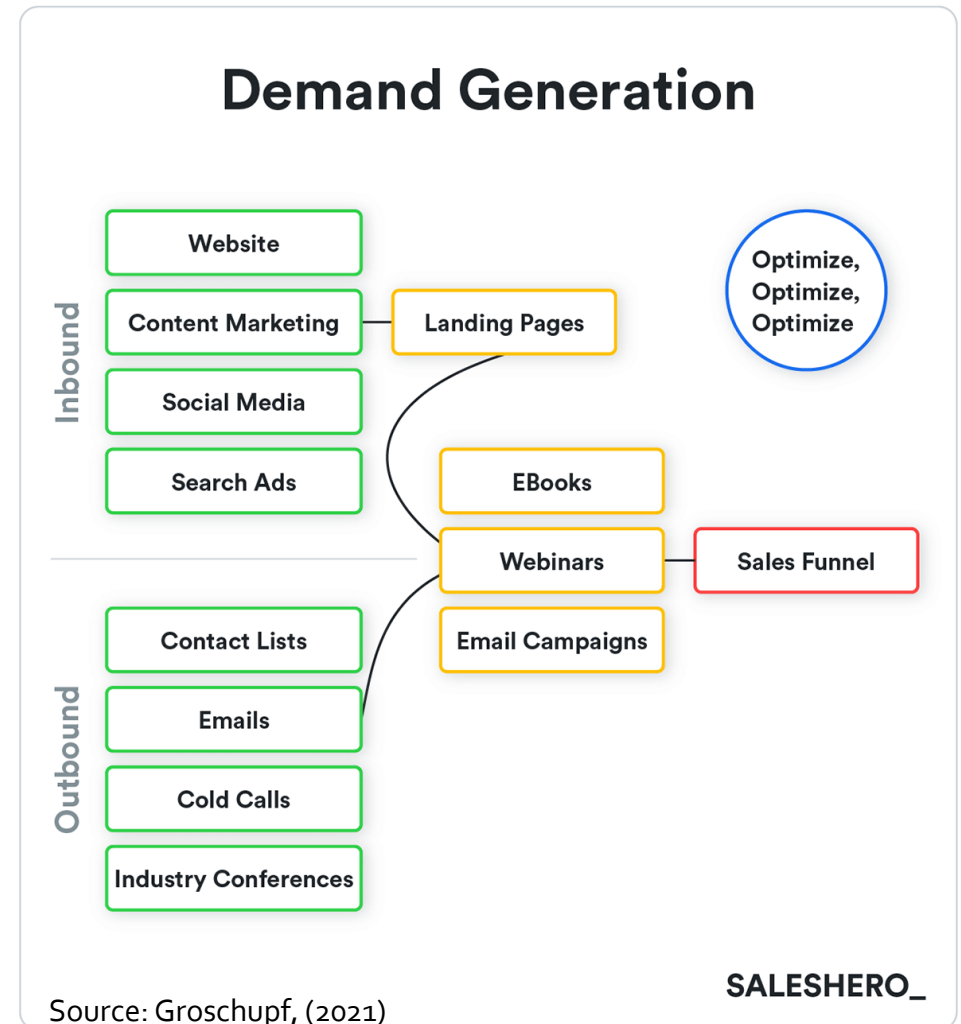 Demand Generation
Inbound
Website
Content Marketing
Social Media
Search Ads
Landing Pages
Optimize,
Optimize,
Optimize
EBooks
Webinars
Email Campaigns
Sales Funnel
Outbound
Contact Lists
Emails
Cold Calls
Industry Conferences
SALESHERO_
Source: Groschupf, (2021)